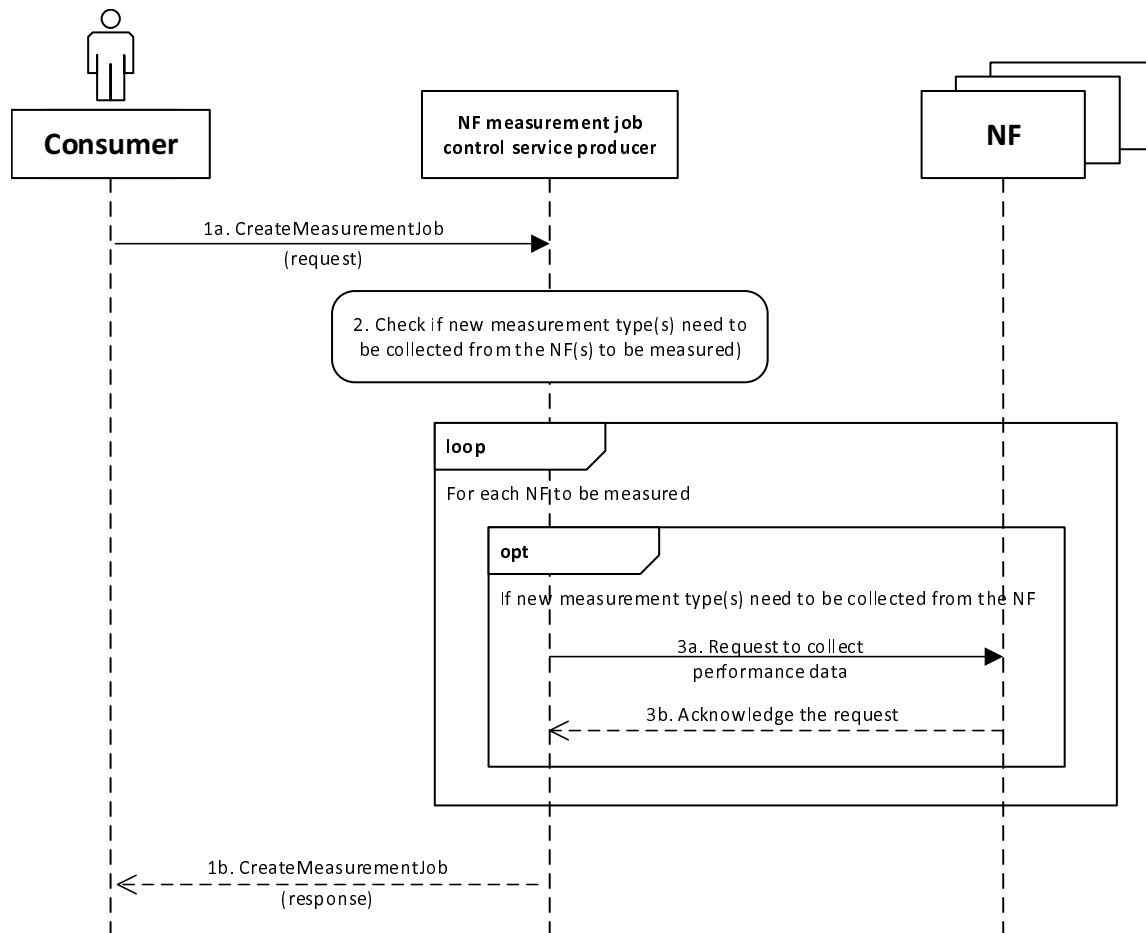 Consumer
NF measurement job
control service producer
NF
1a. CreateMeasurementJob
(request)
2. Check if new measurement type(s) need to
be collected from the NF(s) to be measured)
loop
For each NF to be measured
opt
If new measurement type(s) need to be collected from the NF
3a. Request to collect
performance data
3b. Acknowledge the request
1b. CreateMeasurementJob
(response)